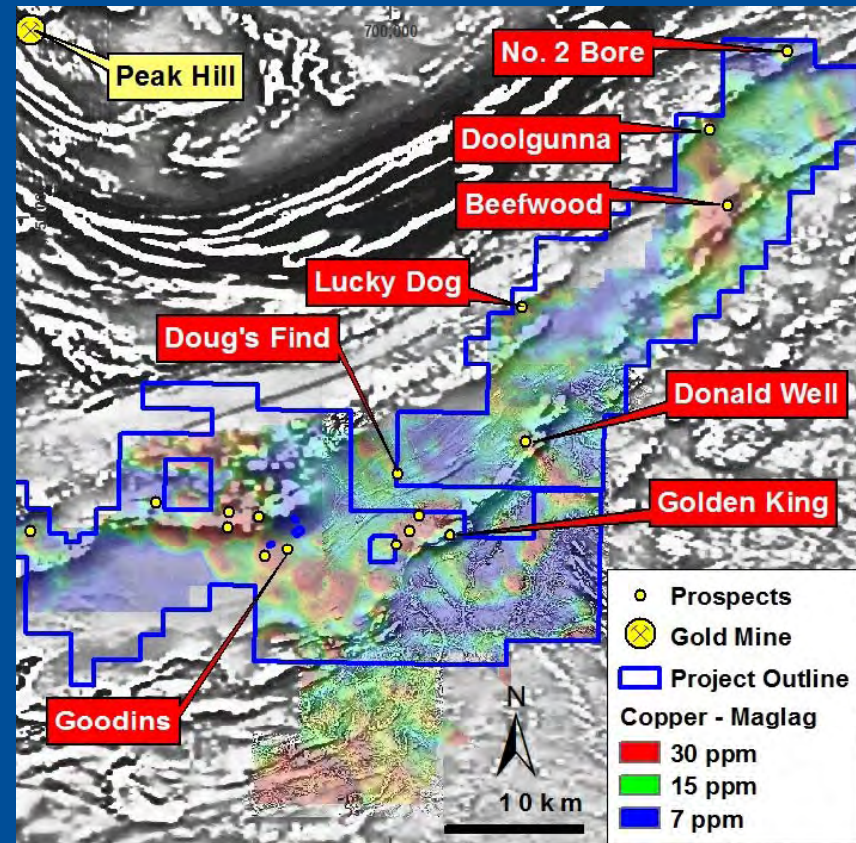 700,000
Peak Hill
No. 2 Bore
Doolgunna
Beefwood
Lucky Dog
Doug's Find
Donald Well
Golden King
Goodins
Prospects
Gold Mine
Project Outline
Copper - Maglag
30 ppm
15 ppm
7 ppm
N
10 km